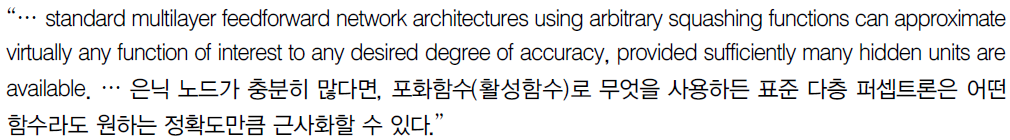 “⋯ standard multilayer feedforward network architectures using arbitrary squashing functions can approximate
virtually any function of interest to any desired degree of accuracy, provided sufficiently many hidden units are
available. ⋯ 은닉 노드가 충분히 많다면, 포화함수(활성함수)로 무엇을 사용하든 표준 다층 퍼셉트론은 어떤
함수라도 원하는 정확도만큼 근사화할 수 있다.”